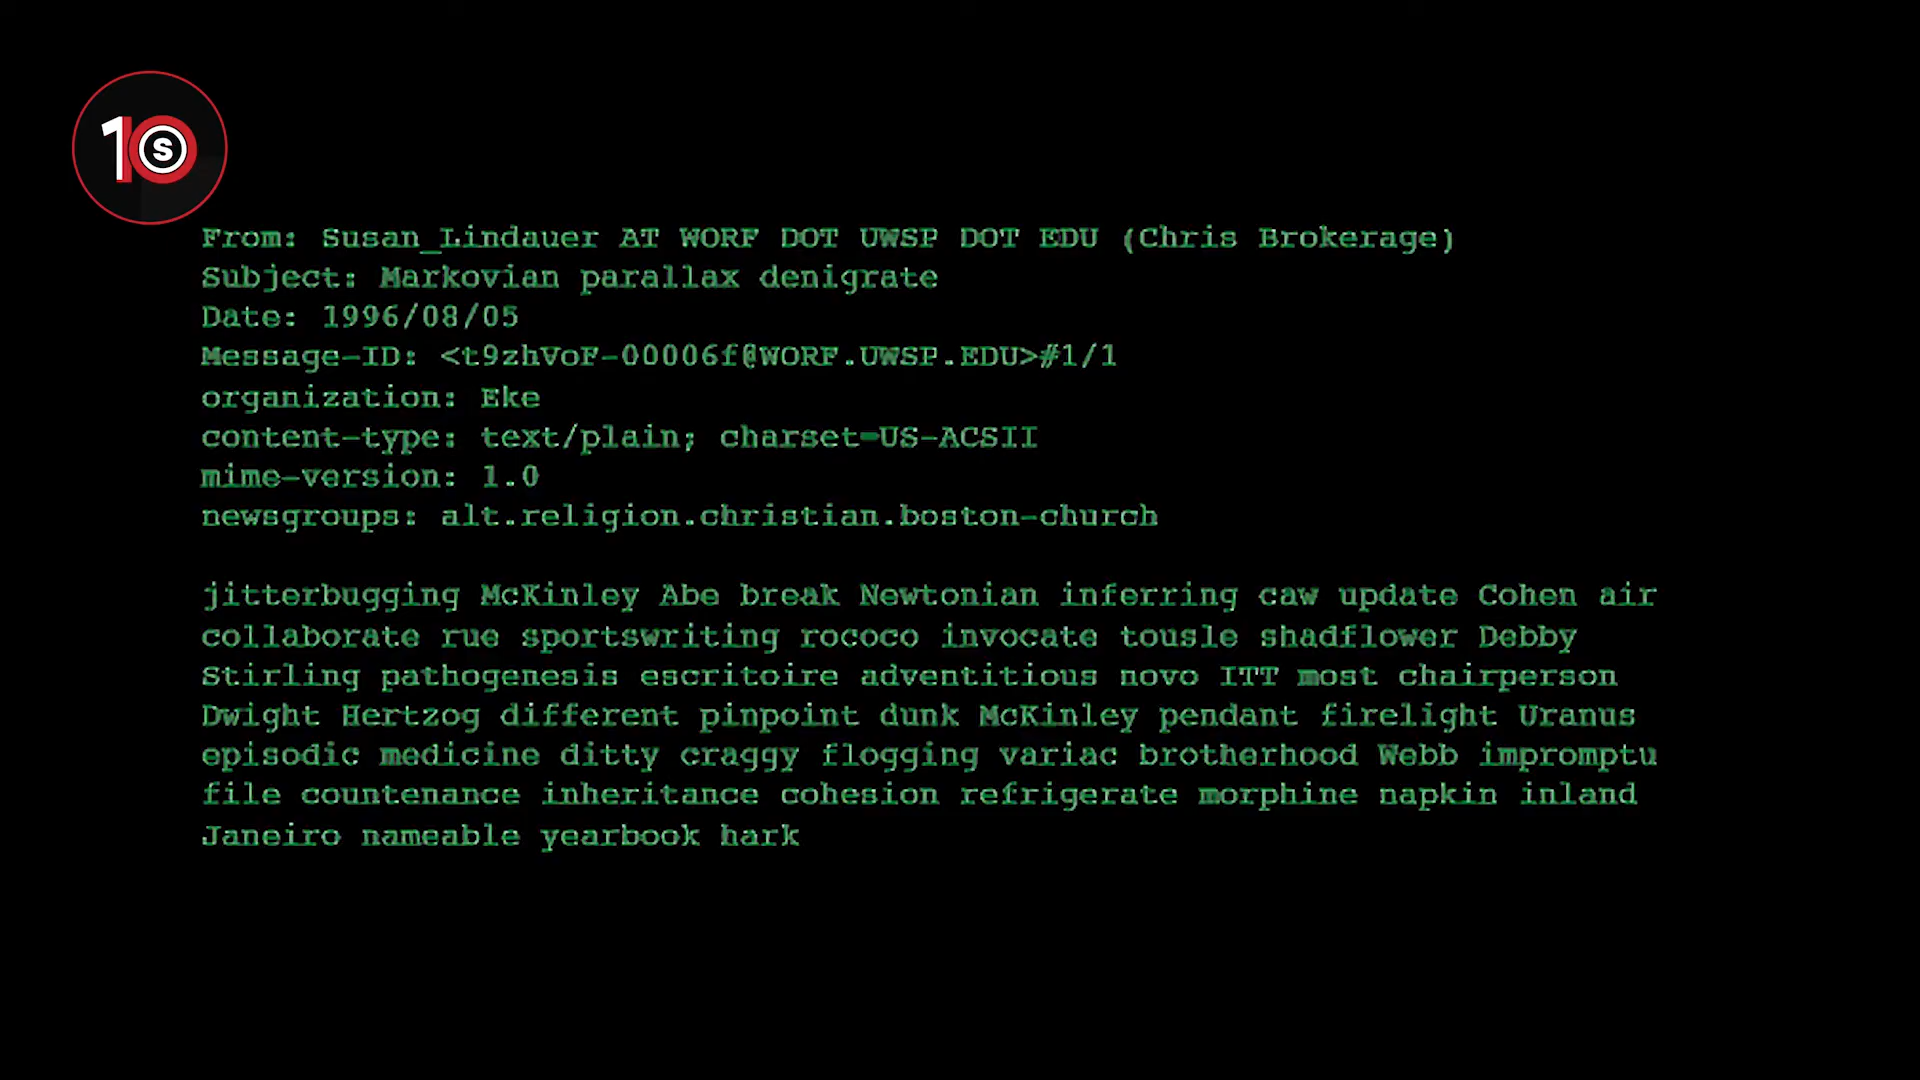 10s
From: Susan_Lindauer AT WORF DOT UWSP DOT EDU (Chris Brokerage)
Subject: Markovian parallax denigrate
Date: 1996/08/05
Message-ID: <t9zhVoF-00006f@WORF.UWSP.EDU>#1/1
organization: Eke
content-type: text/plain; charset=US-ACSII
mime-version: 1.0
newsgroups: alt.religion.christian.boston-church
jitterbugging McKinley Abe break Newtonian inferring caw update Cohen air
collaborate rue sportswriting rococo invocate tousle shadflower Debby
Stirling pathogenesis escritoire adventitious novo ITT most chairperson
Dwight Hertzog different pinpoint dunk McKinley pendant firelight Uranus
episodic medicine ditty craggy flogging variac brotherhood Webb impromptu
file countenance inheritance cohesion refrigerate morphine napkin inland
Janeiro nameable yearbook hark